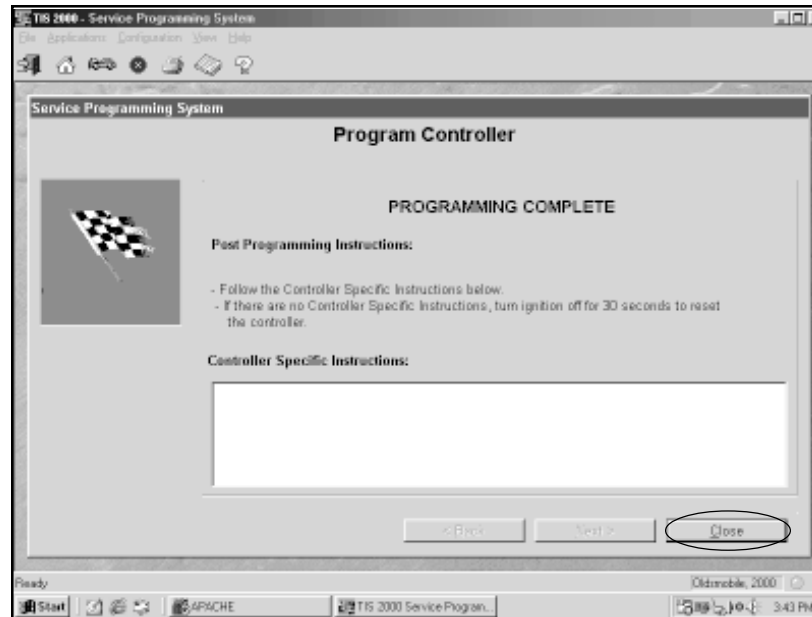 TIS 2000 - Service Programming System
File Applications Configuration View Help
Service Programming System
Program Controller
PROGRAMMING COMPLETE
Post Programming Instructions:
- Follow the Controller Specific Instructions below.
- If there are no Controller Specific Instructions, turn ignition off for 30 seconds to reset
the controller.
Controller Specific Instructions:
< Back Next > Close
Ready Oldsmobile, 2000
Start APACHE TIS 2000 Service Program... 3:43 PM